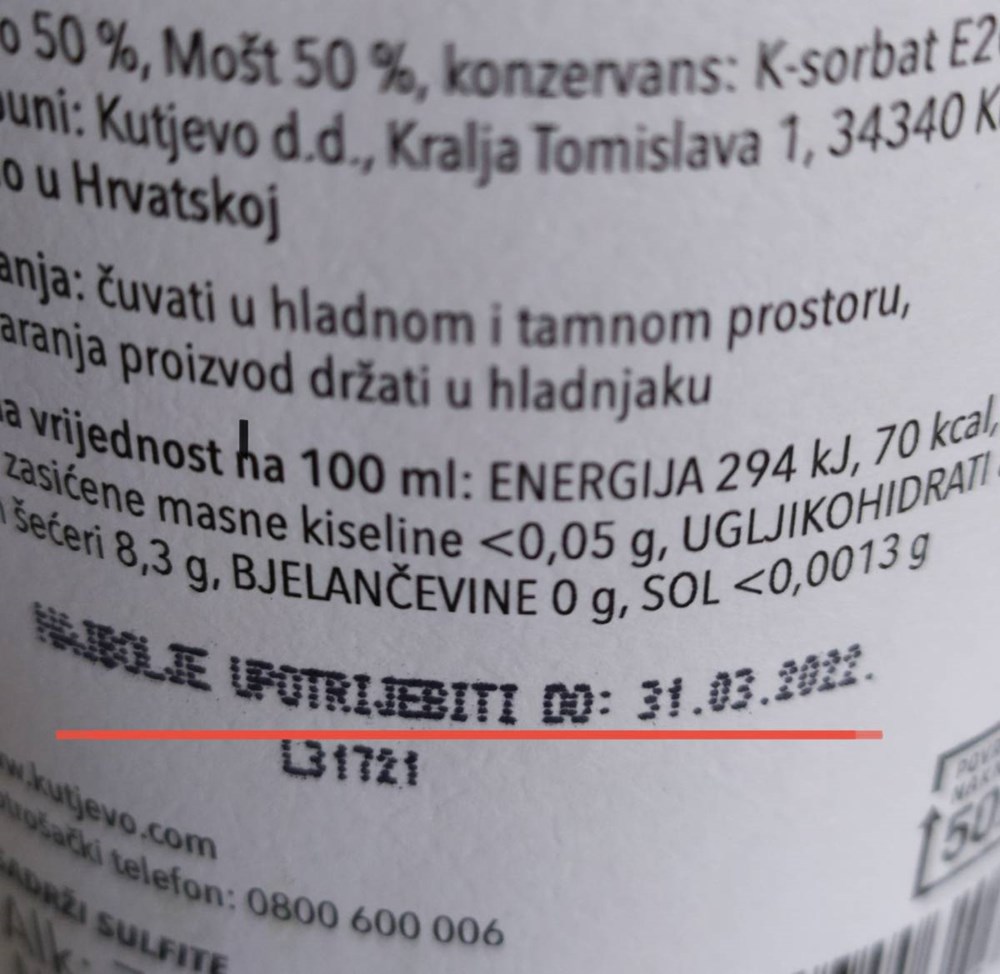 o 50 %, Mošt 50 %, konzervans: K-sorbat E2
uni: Kutjevo d.d., Kralja Tomislava 1, 34340 K
o u Hrvatskoj
anja: čuvati u hladnom i tamnom prostoru,
aranja proizvod držati u hladnjaku
a vrijednost na 100 ml: ENERGIJA 294 kJ, 70 kcal,
zasićene masne kiseline <0,05 g, UGLJIKOHIDRATI
šećeri 8,3 g, BJELANČEVINE 0 g, SOL <0,0013 g
NAJBOLJE UPOTRIJEBITI DO: 31.03.2022.
L31721
ww.kutjevo.com
otrošački telefon: 0800 600 006
SADRŽI SULFITE
Alk.
50